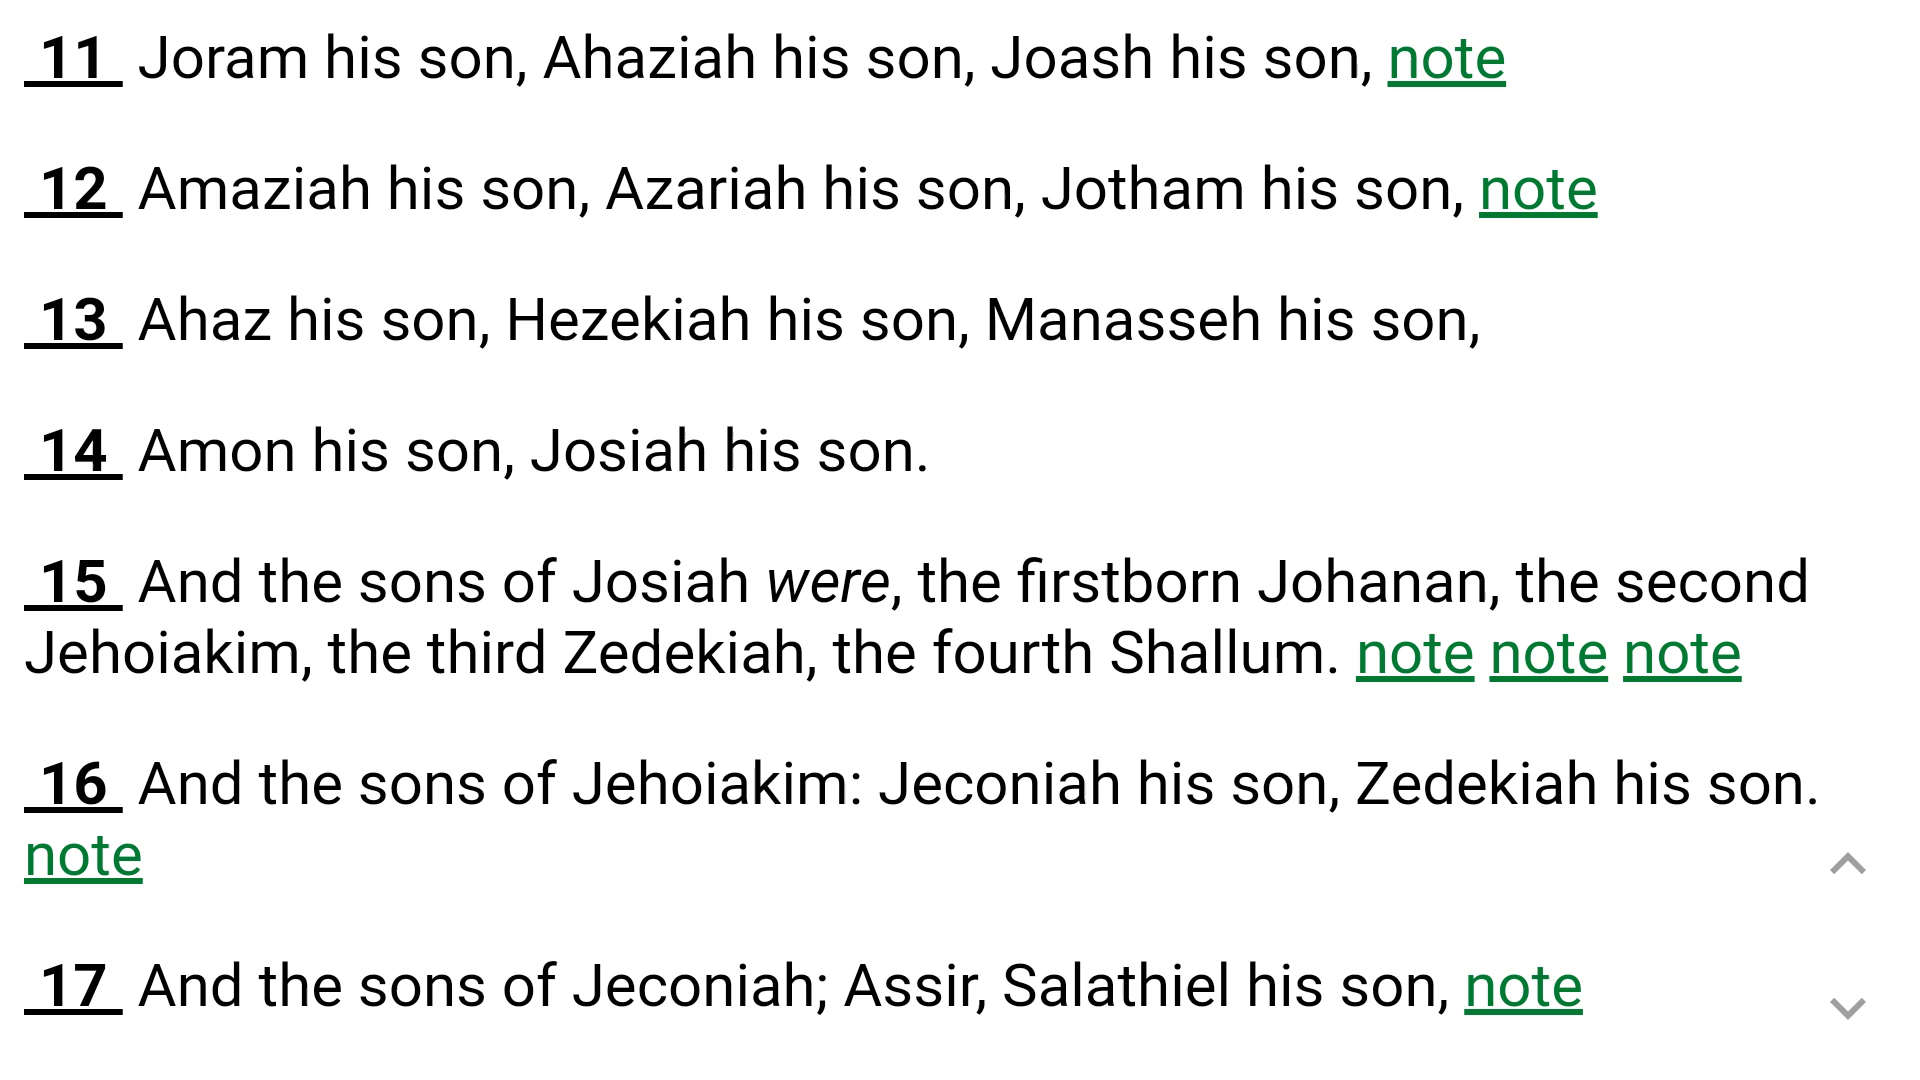 11 Joram his son, Ahaziah his son, Joash his son, note
12 Amaziah his son, Azariah his son, Jotham his son, note
13 Ahaz his son, Hezekiah his son, Manasseh his son,
14 Amon his son, Josiah his son.
15 And the sons of Josiah were, the firstborn Johanan, the second
Jehoiakim, the third Zedekiah, the fourth Shallum. note note note
16 And the sons of Jehoiakim: Jeconiah his son, Zedekiah his son.
note
17 And the sons of Jeconiah; Assir, Salathiel his son, note